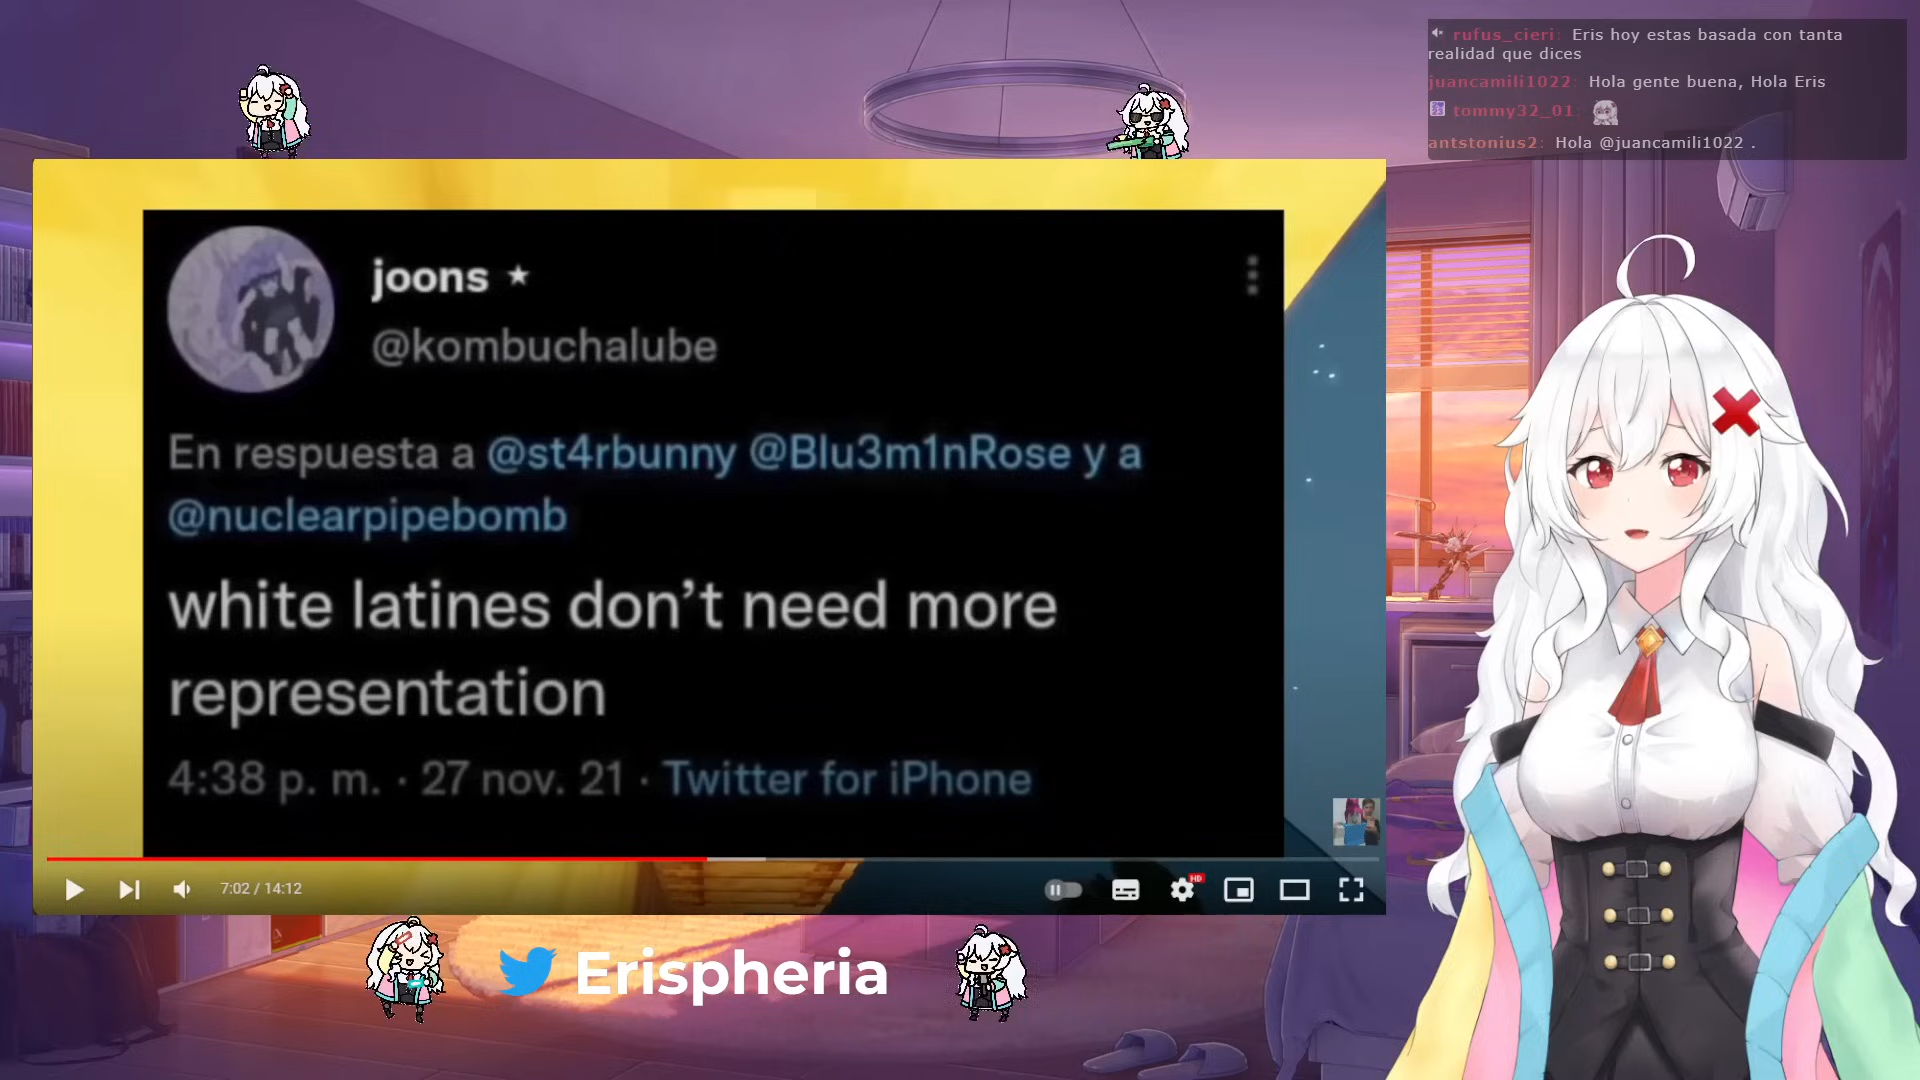 rufus_cieri: Eris hoy estas basada con tanta
realidad que dices
juancamili1022: Hola gente buena, Hola Eris
tommy32_01:
antstonius2: Hola @juancamili1022 .
joons ★
@kombuchalube
En respuesta a @st4rbunny @Blu3m1nRose y a
@nuclearpipebomb
white latines don't need more
representation
4:38 p. m. · 27 nov. 21 · Twitter for iPhone
7:02 / 14:12
HD
Erispheria